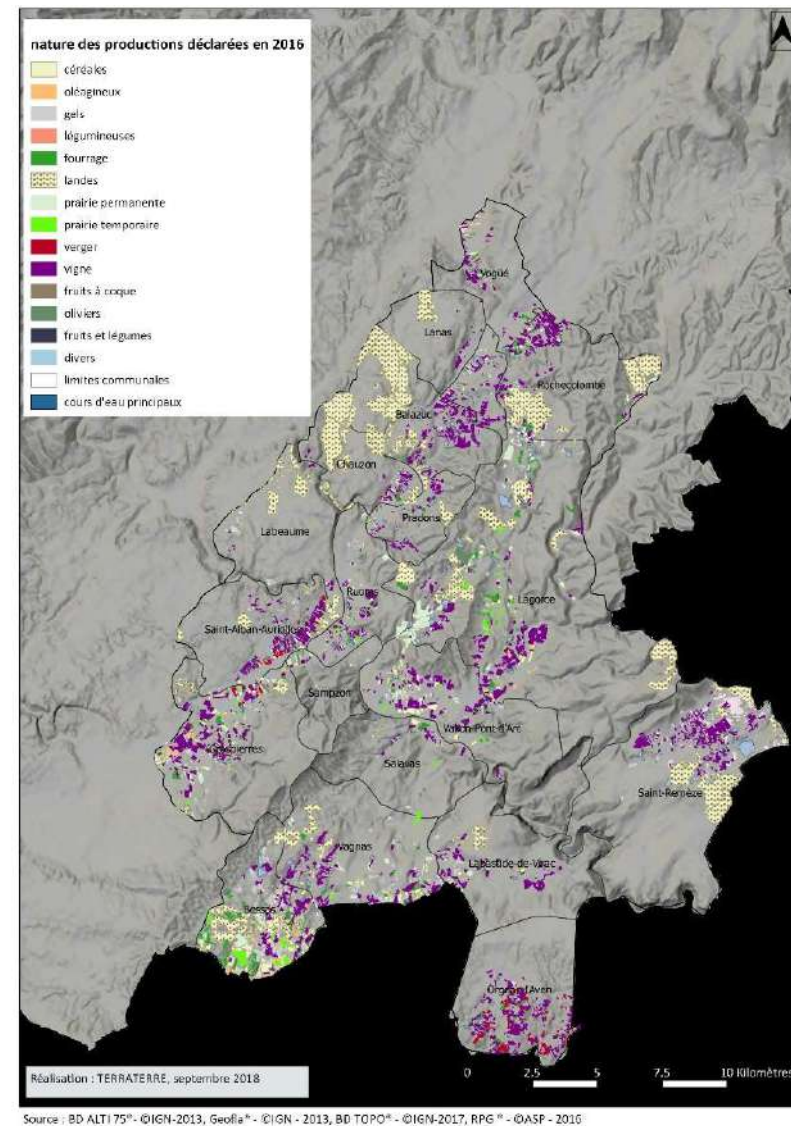 nature des productions déclarées en 2016
céréales
oléagineux
gels
légumineuses
fourrage
landes
prairie permanente
prairie temporaire
verger
vigne
fruits à coque
oliviers
fruits et légumes
divers
limites communales
cours d'eau principaux
Vogüé
Lanas
Rochecolombe
Balazuc
Chauzon
Pradons
Labeaume
Ruoms
Lagorce
Saint-Alban-Auriolles
Sampzon
Vallon-Pont-d'Arc
Grospierres
Salavas
Saint-Remèze
Vagnas
Labastide-de-Virac
Bessas
Orgnac-l'Aven
Réalisation : TERRATERRE, septembre 2018
0 2.5 5 7.5 10 Kilomètres
Source : BD ALTI 75® - ©IGN-2013, Geofla® - ©IGN - 2013, BD TOPO® - ©IGN-2017, RPG ® - ©ASP - 2016